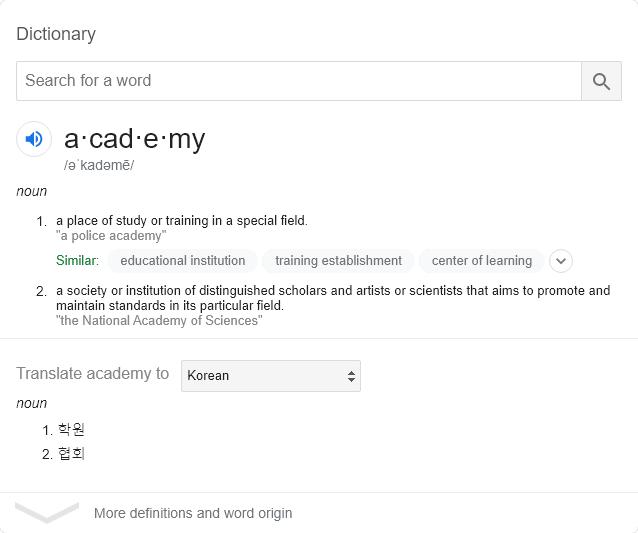 Dictionary
Search for a word
a·cad·e·my
/əˈkadəmē/
noun
1. a place of study or training in a special field.
"a police academy"
Similar: educational institution training establishment center of learning
2. a society or institution of distinguished scholars and artists or scientists that aims to promote and
maintain standards in its particular field.
"the National Academy of Sciences"
Translate academy to Korean
noun
1. 학원
2. 협회
More definitions and word origin